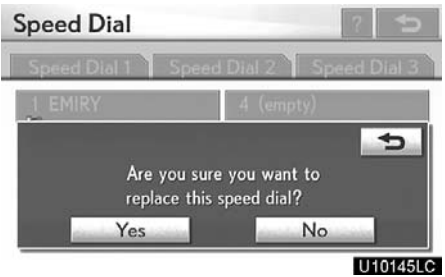 Speed Dial
?
Speed Dial 1 Speed Dial 2 Speed Dial 3
1 EMIRY 4 (empty)
Are you sure you want to
replace this speed dial?
Yes No
U10145LC